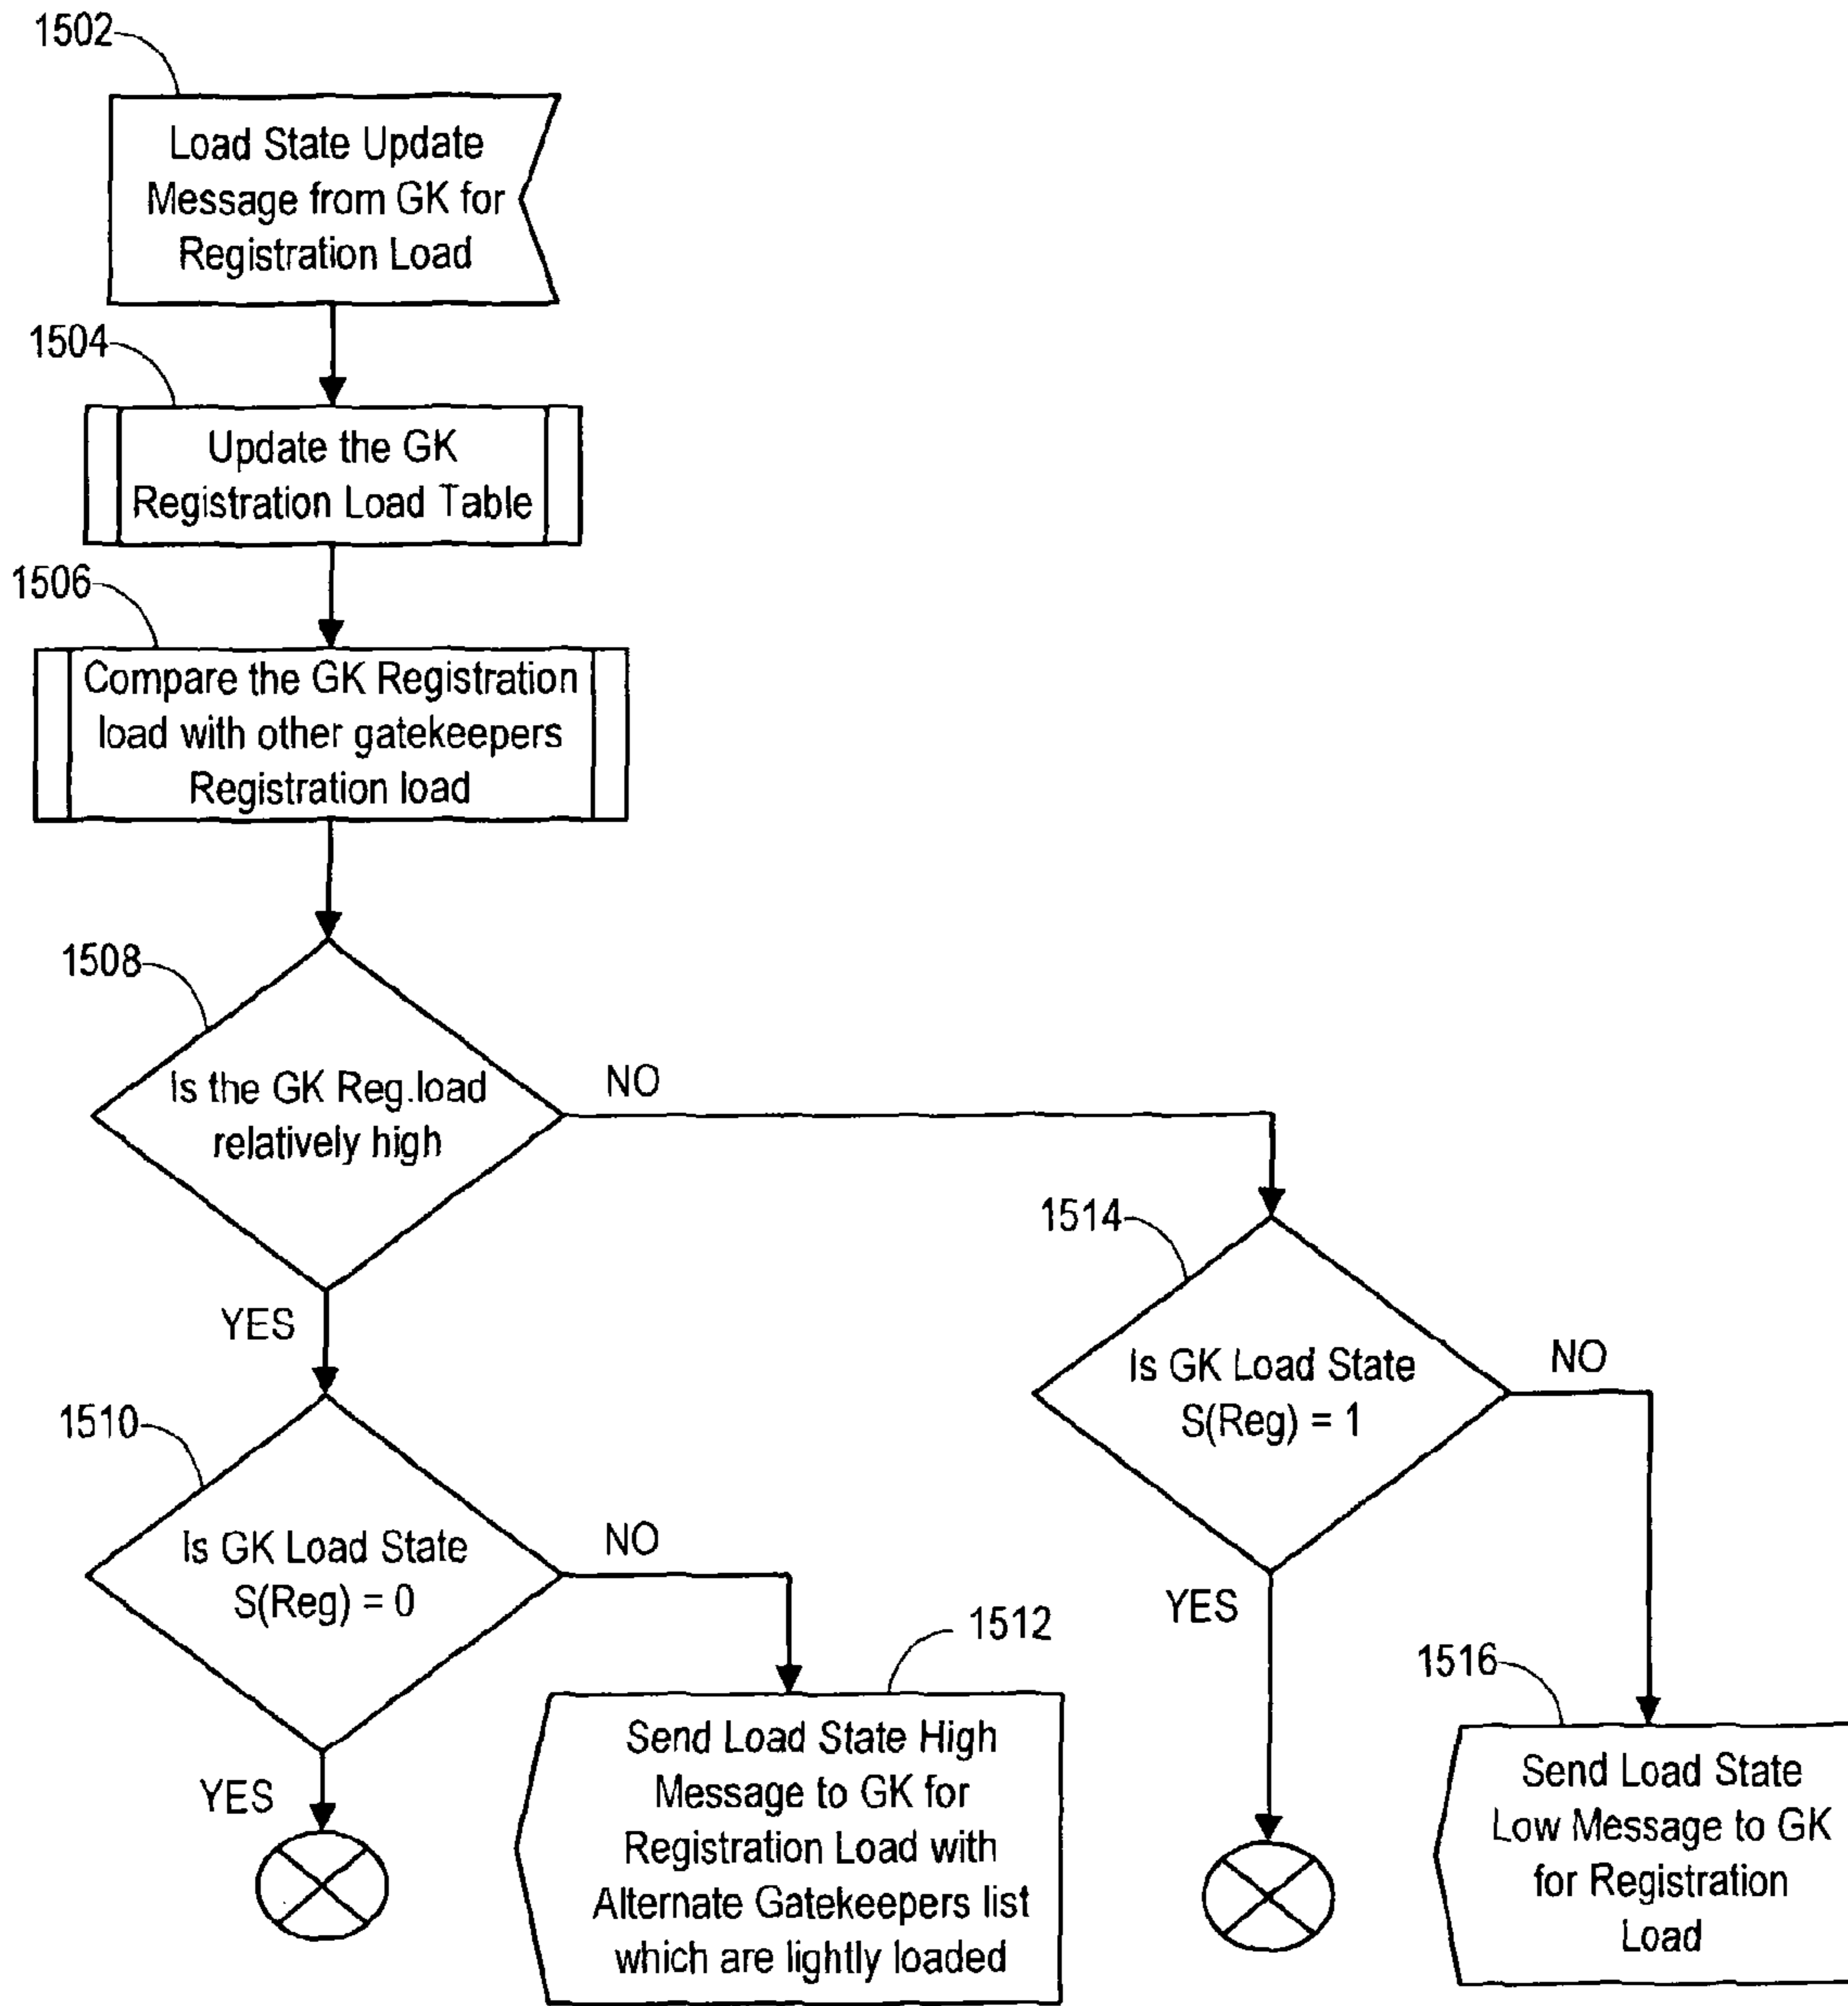 1502
Load State Update
Message from GK for
Registration Load
1504
Update the GK
Registration Load Table
1506
Compare the GK Registration
load with other gatekeepers
Registration load
1508
Is the GK Reg.load
relatively high
NO
YES
1514
Is GK Load State
S(Reg) = 1
NO
YES
1510
Is GK Load State
S(Reg) = 0
NO
YES
1512
Send Load State High
Message to GK for
Registration Load with
Alternate Gatekeepers list
which are lightly loaded
1516
Send Load State
Low Message to GK
for Registration
Load